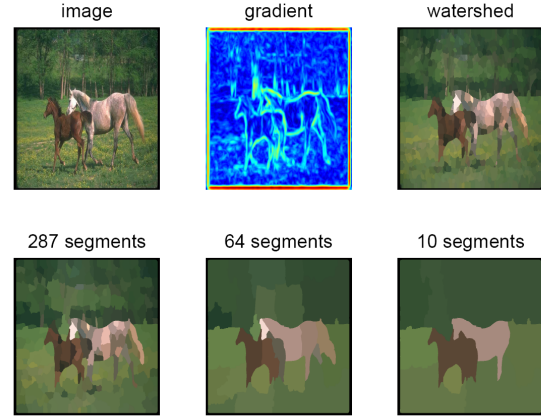 image
gradient
watershed
287 segments
64 segments
10 segments